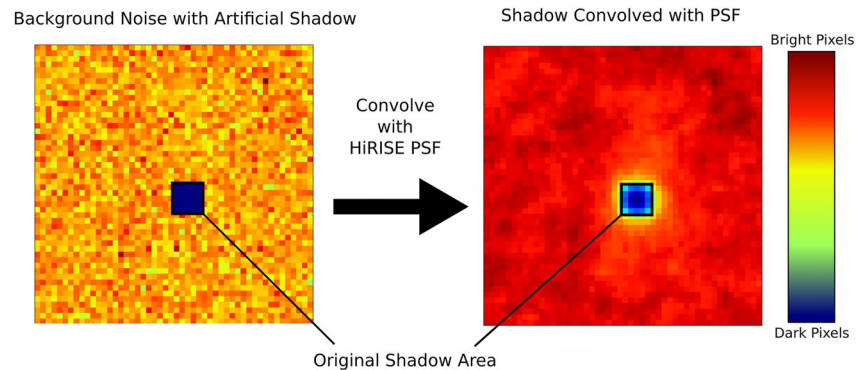 Background Noise with Artificial Shadow
Shadow Convolved with PSF
Bright Pixels
Convolve
with
HiRISE PSF
Dark Pixels
Original Shadow Area